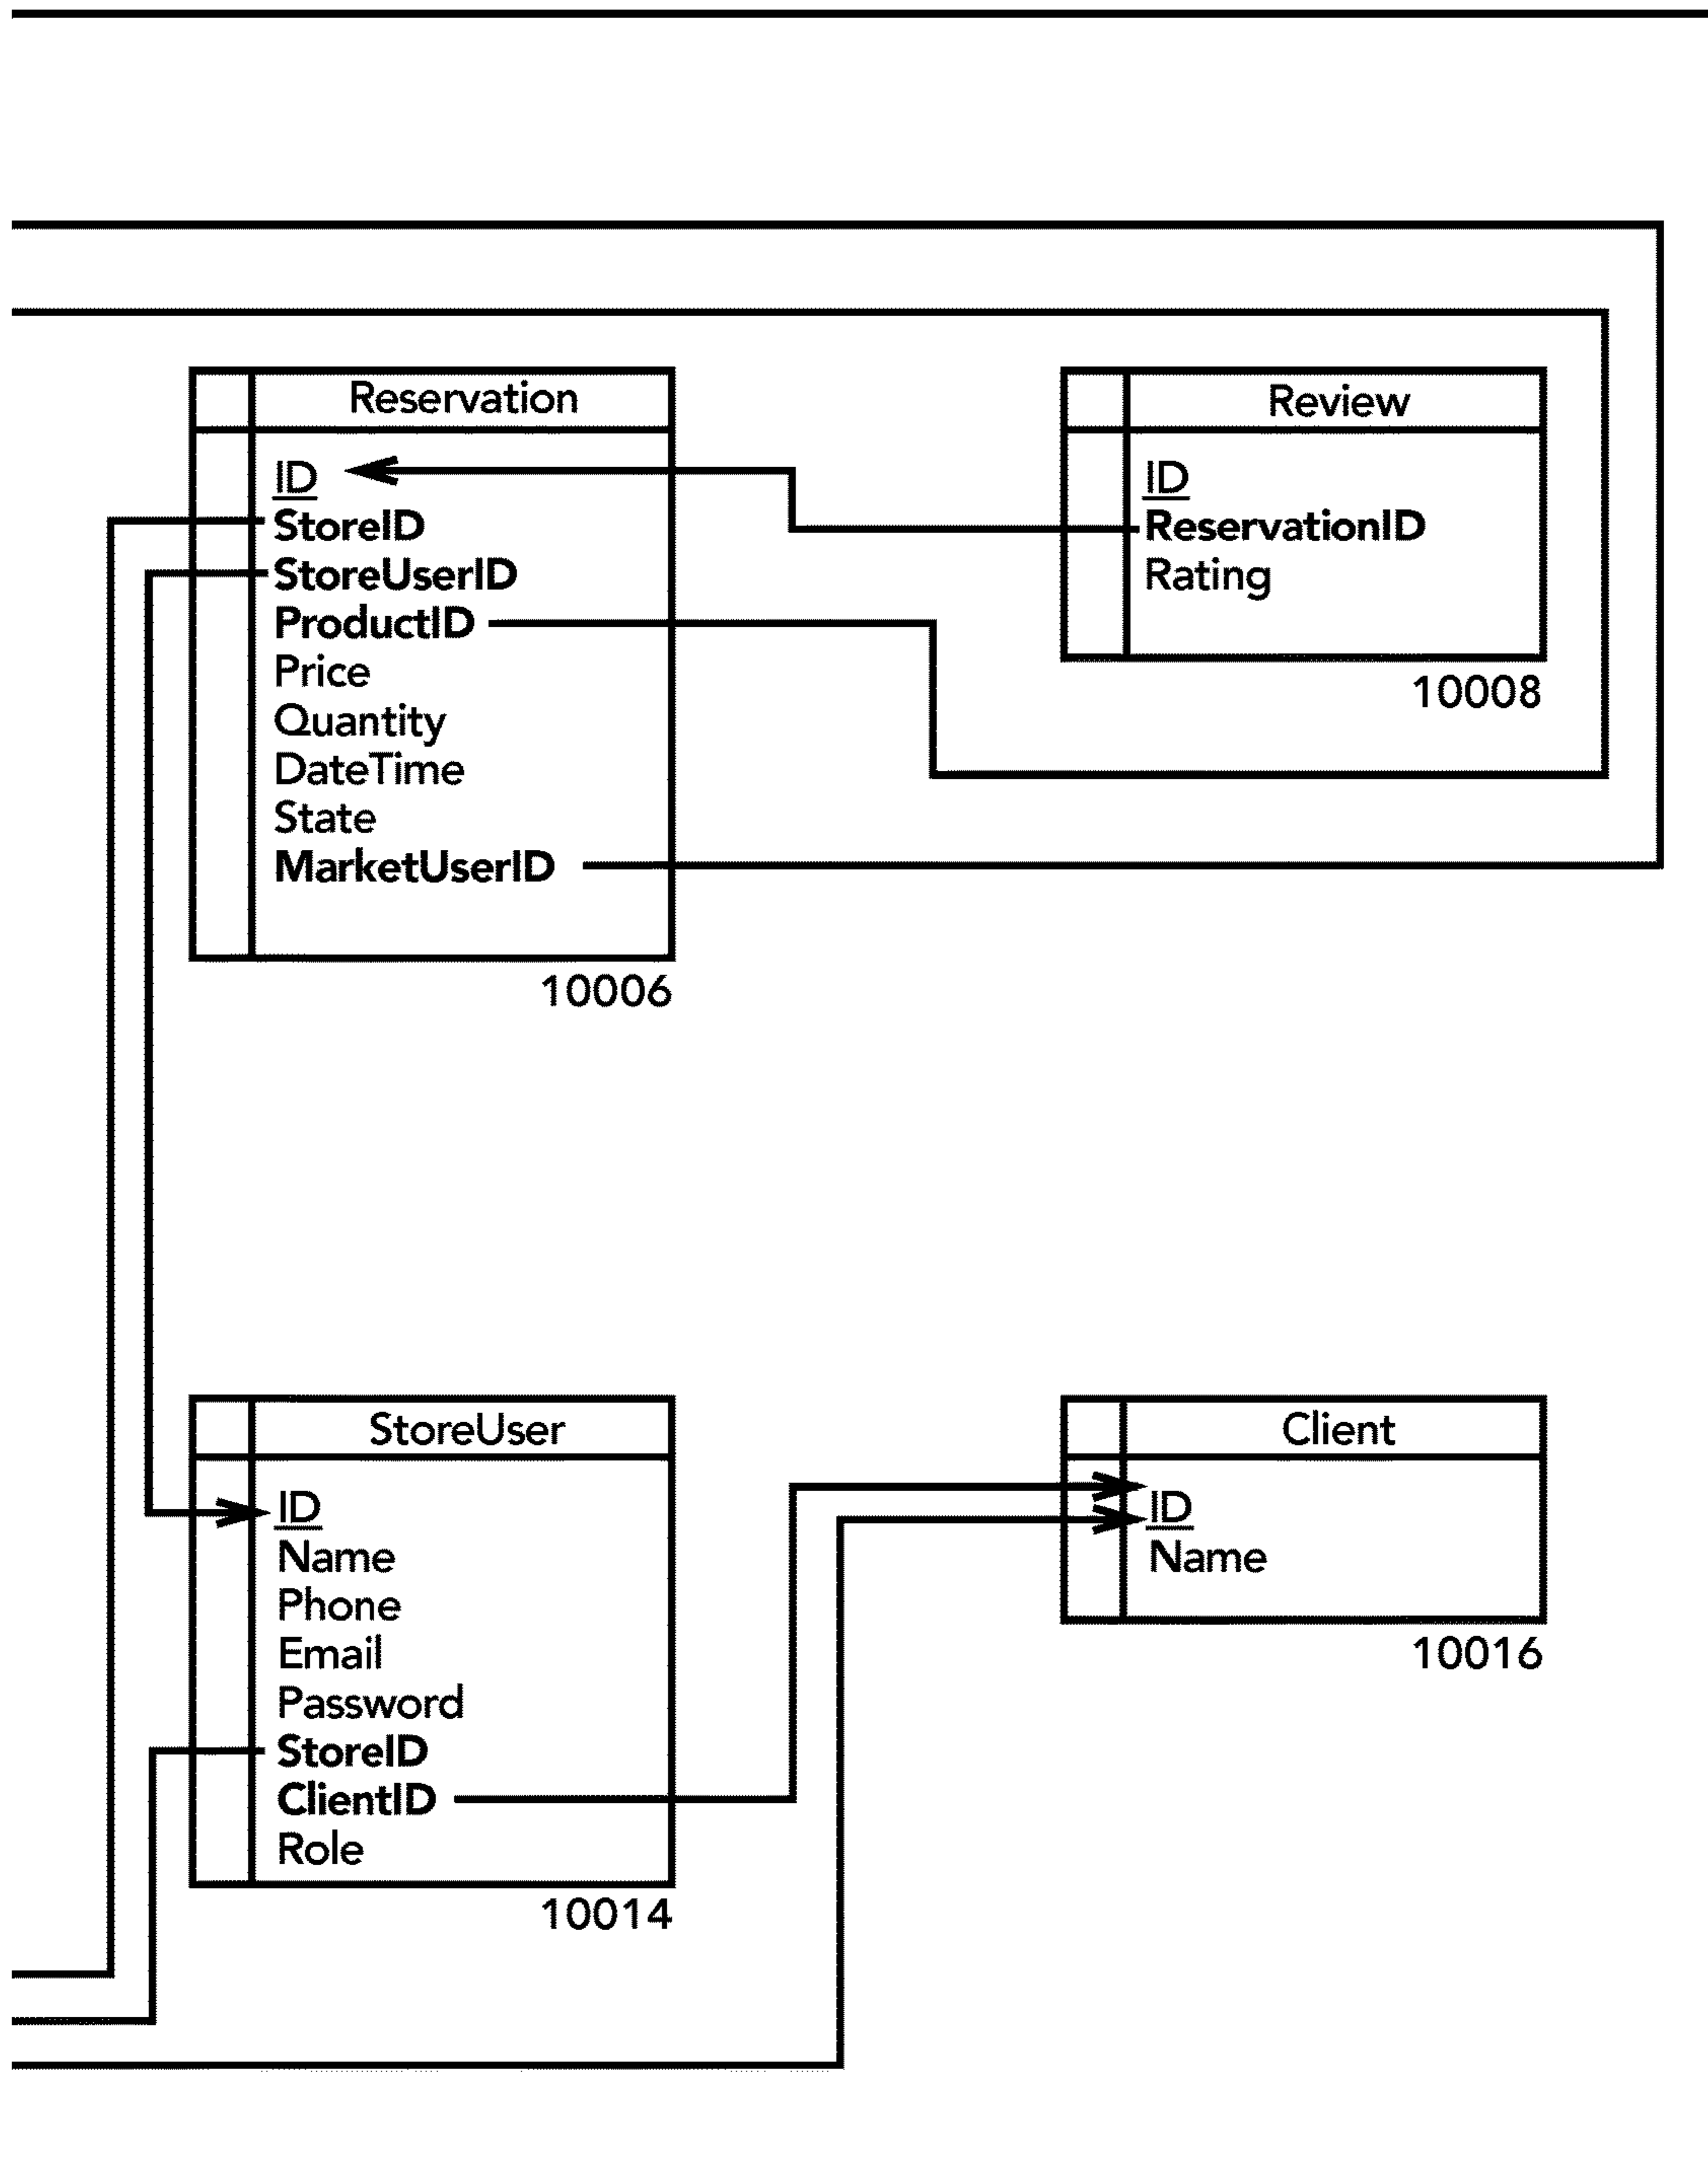 Reservation
ID
StoreID
StoreUserID
ProductID
Price
Quantity
DateTime
State
MarketUserID
10006
Review
ID
ReservationID
Rating
10008
StoreUser
ID
Name
Phone
Email
Password
StoreID
ClientID
Role
10014
Client
ID
Name
10016